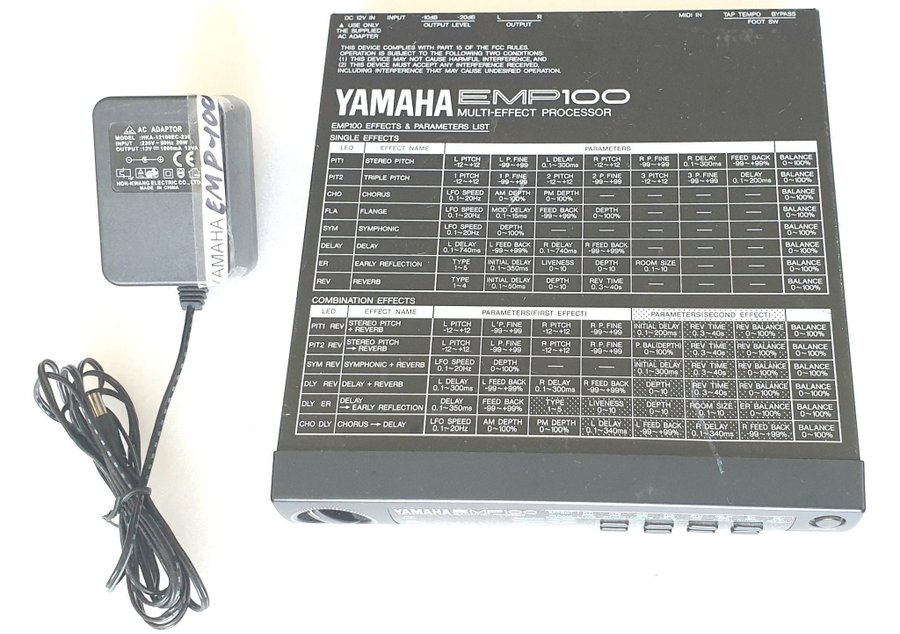 DC 12V IN INPUT -10dB -20dB L R MIDI IN TAP TEMPO BYPASS
▲ USE ONLY THE SUPPLIED AC ADAPTER
OUTPUT LEVEL OUTPUT FOOT SW
THIS DEVICE COMPLIES WITH PART 15 OF THE FCC RULES.
OPERATION IS SUBJECT TO THE FOLLOWING TWO CONDITIONS:
(1) THIS DEVICE MAY NOT CAUSE HARMFUL INTERFERENCE, AND
(2) THIS DEVICE MUST ACCEPT ANY INTERFERENCE RECEIVED,
INCLUDING INTERFERENCE THAT MAY CAUSE UNDESIRED OPERATION.
YAMAHA EMP100
MULTI-EFFECT PROCESSOR
EMP100 EFFECTS & PARAMETERS LIST
SINGLE EFFECTS
LED EFFECT NAME PARAMETERS
PIT1 STEREO PITCH L PITCH -12~+12 L P. FINE -99~+99 L DELAY 0.1~300ms R PITCH -12~+12 R P. FINE -99~+99 R DELAY 0.1~300ms FEED BACK -99~+99% BALANCE 0~100%
PIT2 TRIPLE PITCH 1 PITCH -12~+12 1 P. FINE -99~+99 2 PITCH -12~+12 2 P. FINE -99~+99 3 PITCH -12~+12 3 P. FINE -99~+99 DELAY 0.1~200ms BALANCE 0~100%
CHO CHORUS LFO SPEED 0.1~20Hz AM DEPTH 0~100% PM DEPTH 0~100% — — — — BALANCE 0~100%
FLA FLANGE LFO SPEED 0.1~20Hz MOD. DELAY 0.1~15ms FEED BACK -99~+99% DEPTH 0~100% — — — BALANCE 0~100%
SYM SYMPHONIC LFO SPEED 0.1~20Hz DEPTH 0~100% — — — — — BALANCE 0~100%
DELAY DELAY L DELAY 0.1~740ms L FEED BACK -99~+99% R DELAY 0.1~740ms R FEED BACK -99~+99% — — — BALANCE 0~100%
ER EARLY REFLECTION TYPE 1~5 INITIAL DELAY 0.1~350ms LIVENESS 0~10 DEPTH 0~10 ROOM SIZE 0.1~10 — — BALANCE 0~100%
REV REVERB TYPE 1~4 INITIAL DELAY 0.1~50ms DEPTH 0~10 REV TIME 0.3~40s — — — BALANCE 0~100%
COMBINATION EFFECTS
LED EFFECT NAME PARAMETERS(FIRST EFFECT) PARAMETERS(SECOND EFFECT)
PIT1 REV STEREO PITCH + REVERB L PITCH -12~+12 L P. FINE -99~+99 R PITCH -12~+12 R P. FINE -99~+99 INITIAL DELAY 0.1~200ms REV TIME 0.3~40s REV BALANCE 0~100% BALANCE 0~100%
PIT2 REV STEREO PITCH → REVERB L PITCH -12~+12 L P. FINE -99~+99 R PITCH -12~+12 R P. FINE -99~+99 P. BAL(DEPTH) 0~100% REV TIME 0.3~40s REV BALANCE 0~100% BALANCE 0~100%
SYM REV SYMPHONIC + REVERB LFO SPEED 0.1~20Hz DEPTH 0~100% — — INITIAL DELAY 0.1~300ms REV TIME 0.3~40s REV BALANCE 0~100% BALANCE 0~100%
DLY REV DELAY + REVERB L DELAY 0.1~300ms L FEED BACK -99~+99% R DELAY 0.1~300ms R FEED BACK -99~+99% DEPTH 0~10 REV TIME 0.3~40s REV BALANCE 0~100% BALANCE 0~100%
DLY ER DELAY → EARLY REFLECTION DELAY 0.1~350ms FEED BACK -99~+99% TYPE 1~5 LIVENESS 0~10 DEPTH 0~10 ROOM SIZE 0.1~10 ER BALANCE 0~100% BALANCE 0~100%
CHO DLY CHORUS → DELAY LFO SPEED 0.1~20Hz AM DEPTH 0~100% PM DEPTH 0~100% L DELAY 0.1~340ms L FEED BACK -99~+99% R DELAY 0.1~340ms R FEED BACK -99~+99% BALANCE 0~100%
YAMAHA EMP100
AC ADAPTOR
MODEL :HKA-12100EC-230
INPUT :230V~50Hz 20W
OUTPUT:12V 1000mA 12VA
HON-KWANG ELECTRIC CO., LTD.
MADE IN CHINA
YAMAHA EMP-100